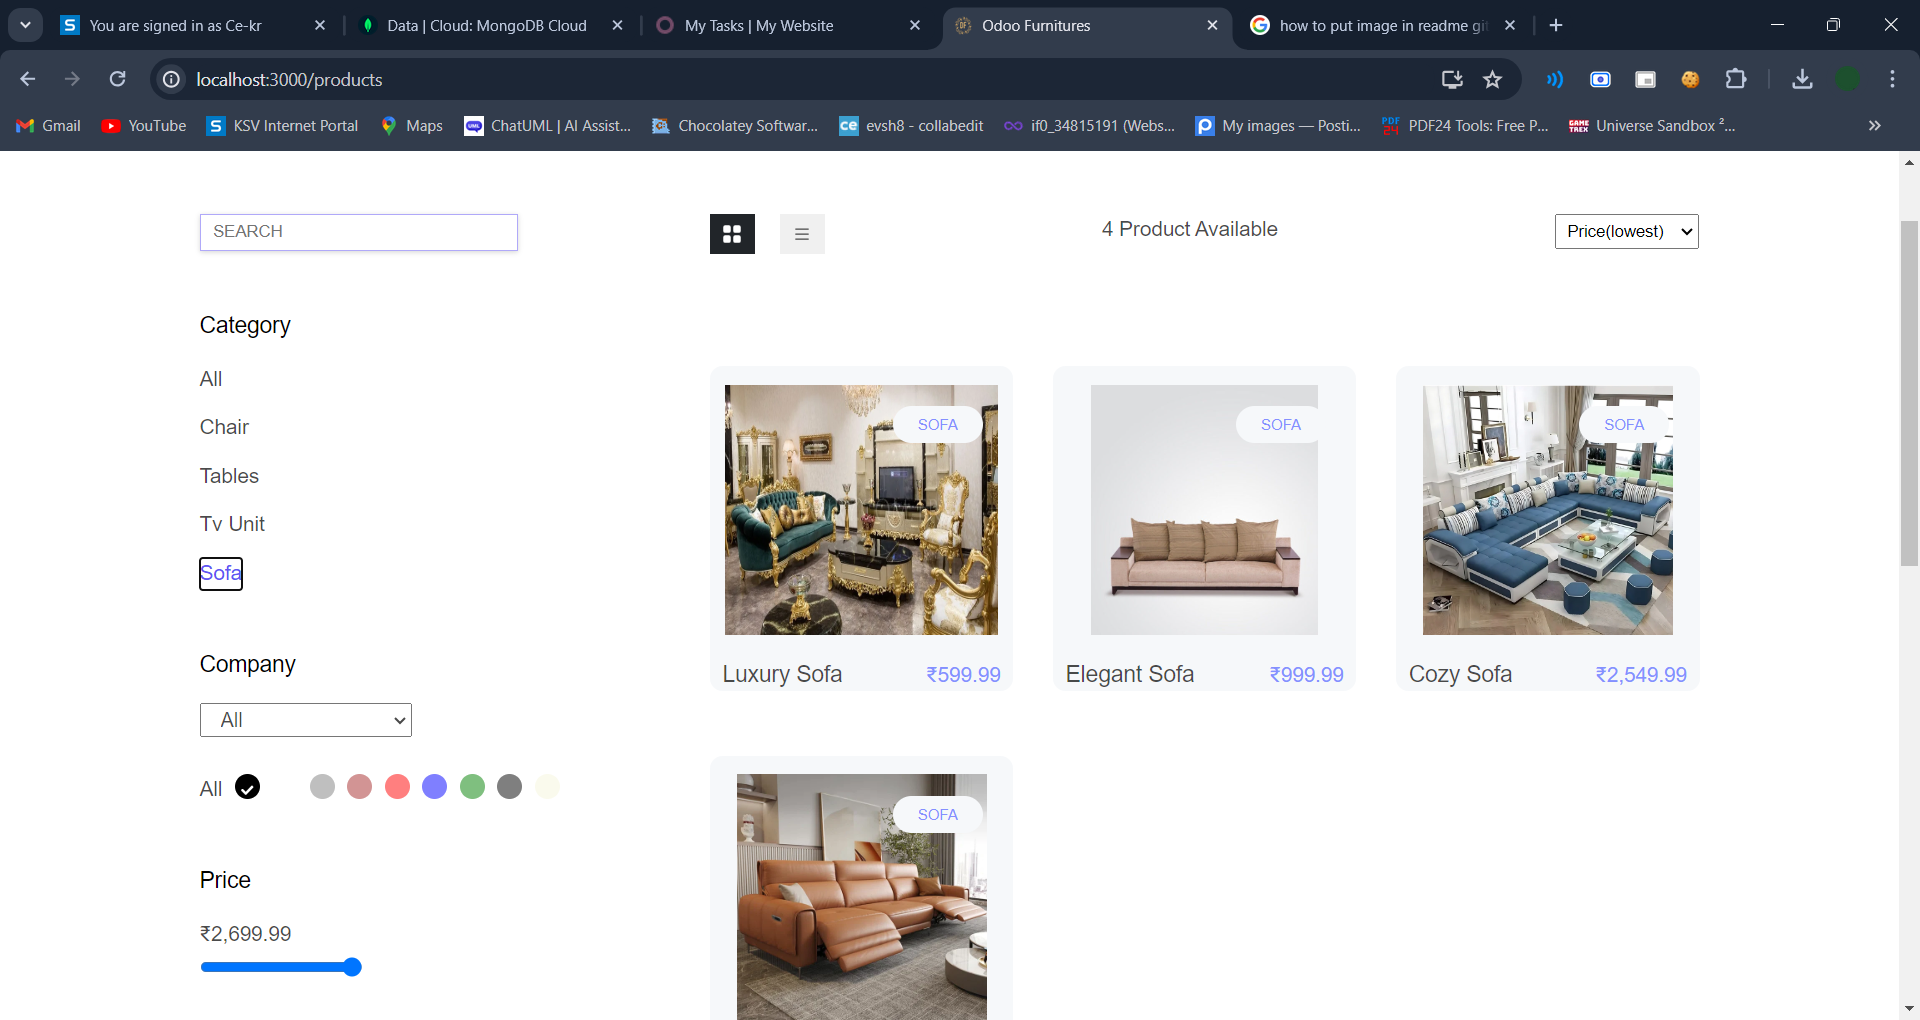 You are signed in as Ce-kr
Data | Cloud: MongoDB Cloud
My Tasks | My Website
Odoo Furnitures
how to put image in readme gi
localhost:3000/products
Gmail
YouTube
KSV Internet Portal
Maps
ChatUML | AI Assist...
Chocolatey Softwar...
evsh8 - collabedit
if0_34815191 (Webs...
My images — Posti...
PDF24 Tools: Free P...
Universe Sandbox ²...
SEARCH
4 Product Available
Price(lowest)
Category
All
Chair
Tables
Tv Unit
Sofa
Company
All
All
Price
₹2,699.99
SOFA
Luxury Sofa ₹599.99
SOFA
Elegant Sofa ₹999.99
SOFA
Cozy Sofa ₹2,549.99
SOFA